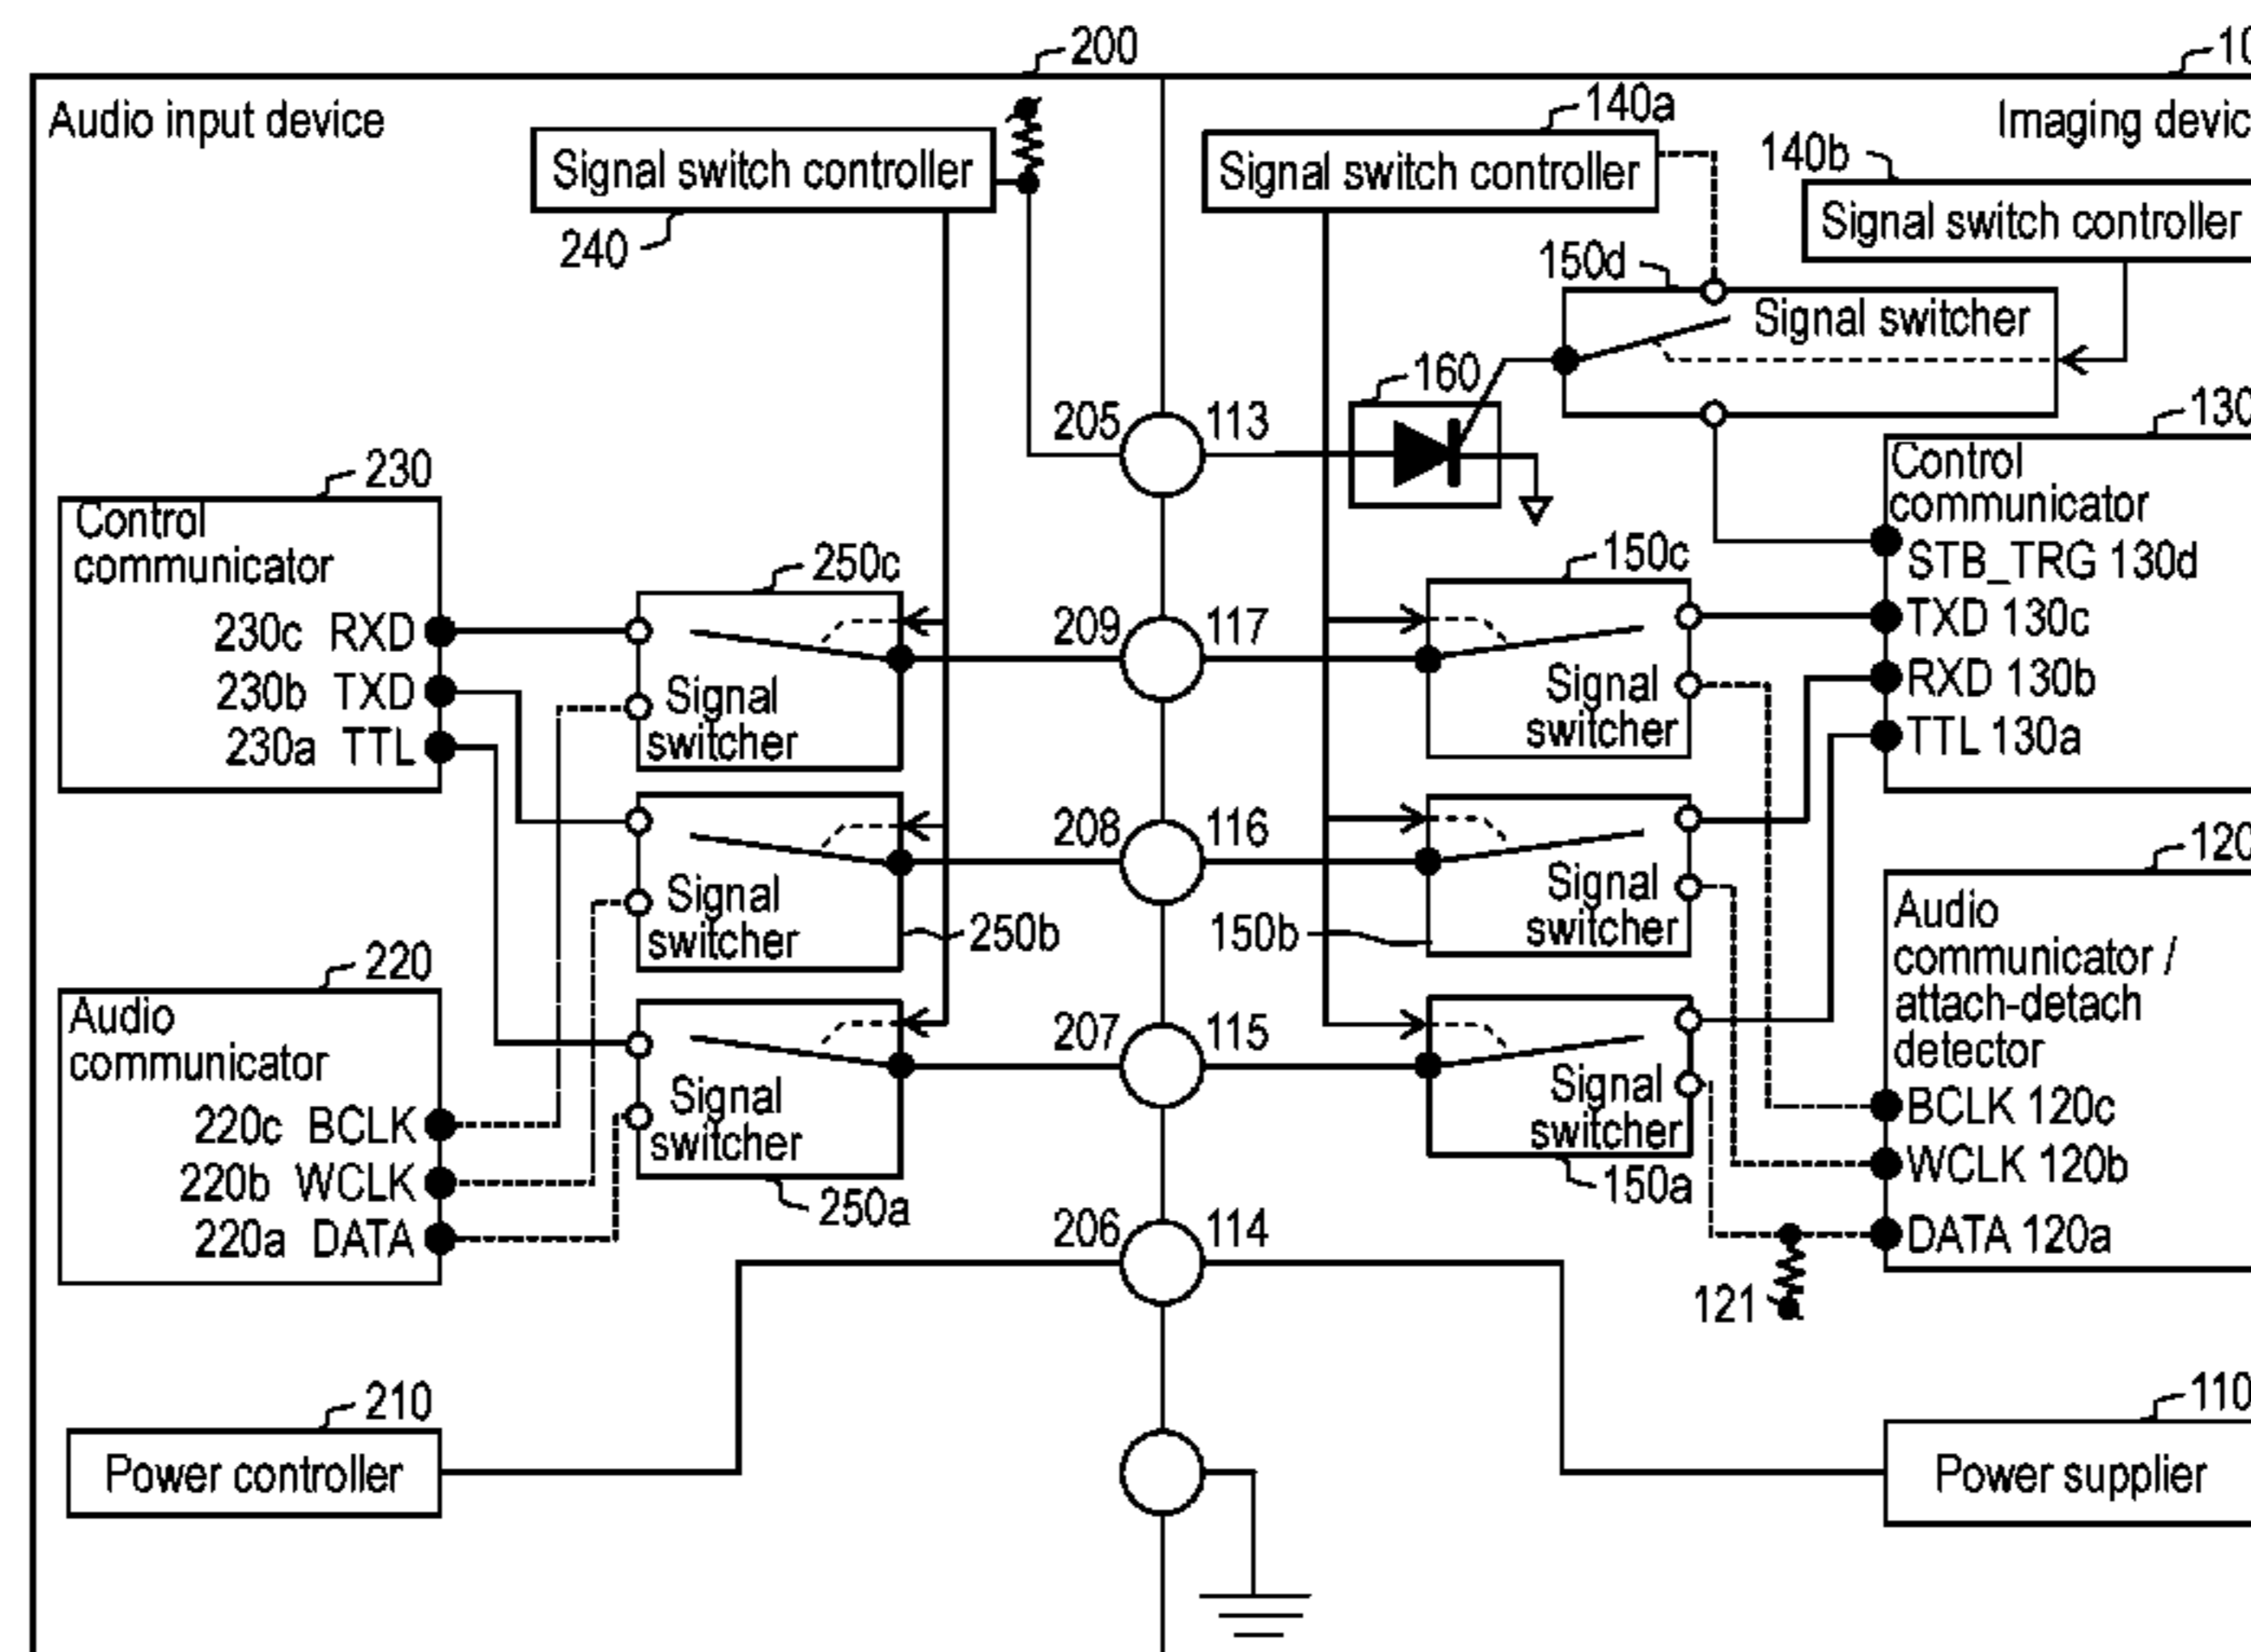 200
10
Audio input device
Imaging devic
140a
140b
Signal switch controller
Signal switch controller
Signal switch controller
240
150d
Signal switcher
160
205
113
130
230
Control
communicator
230c RXD
230b TXD
230a TTL
250c
Signal
switcher
209
117
150c
Signal
switcher
Control
communicator
STB_TRG 130d
TXD 130c
RXD 130b
TTL 130a
Signal
switcher
250b
208
116
150b
Signal
switcher
120
Audio
communicator /
attach-detach
detector
BCLK 120c
WCLK 120b
DATA 120a
220
Audio
communicator
220c BCLK
220b WCLK
220a DATA
Signal
switcher
250a
207
115
Signal
switcher
150a
121
206
114
210
Power controller
110
Power supplier